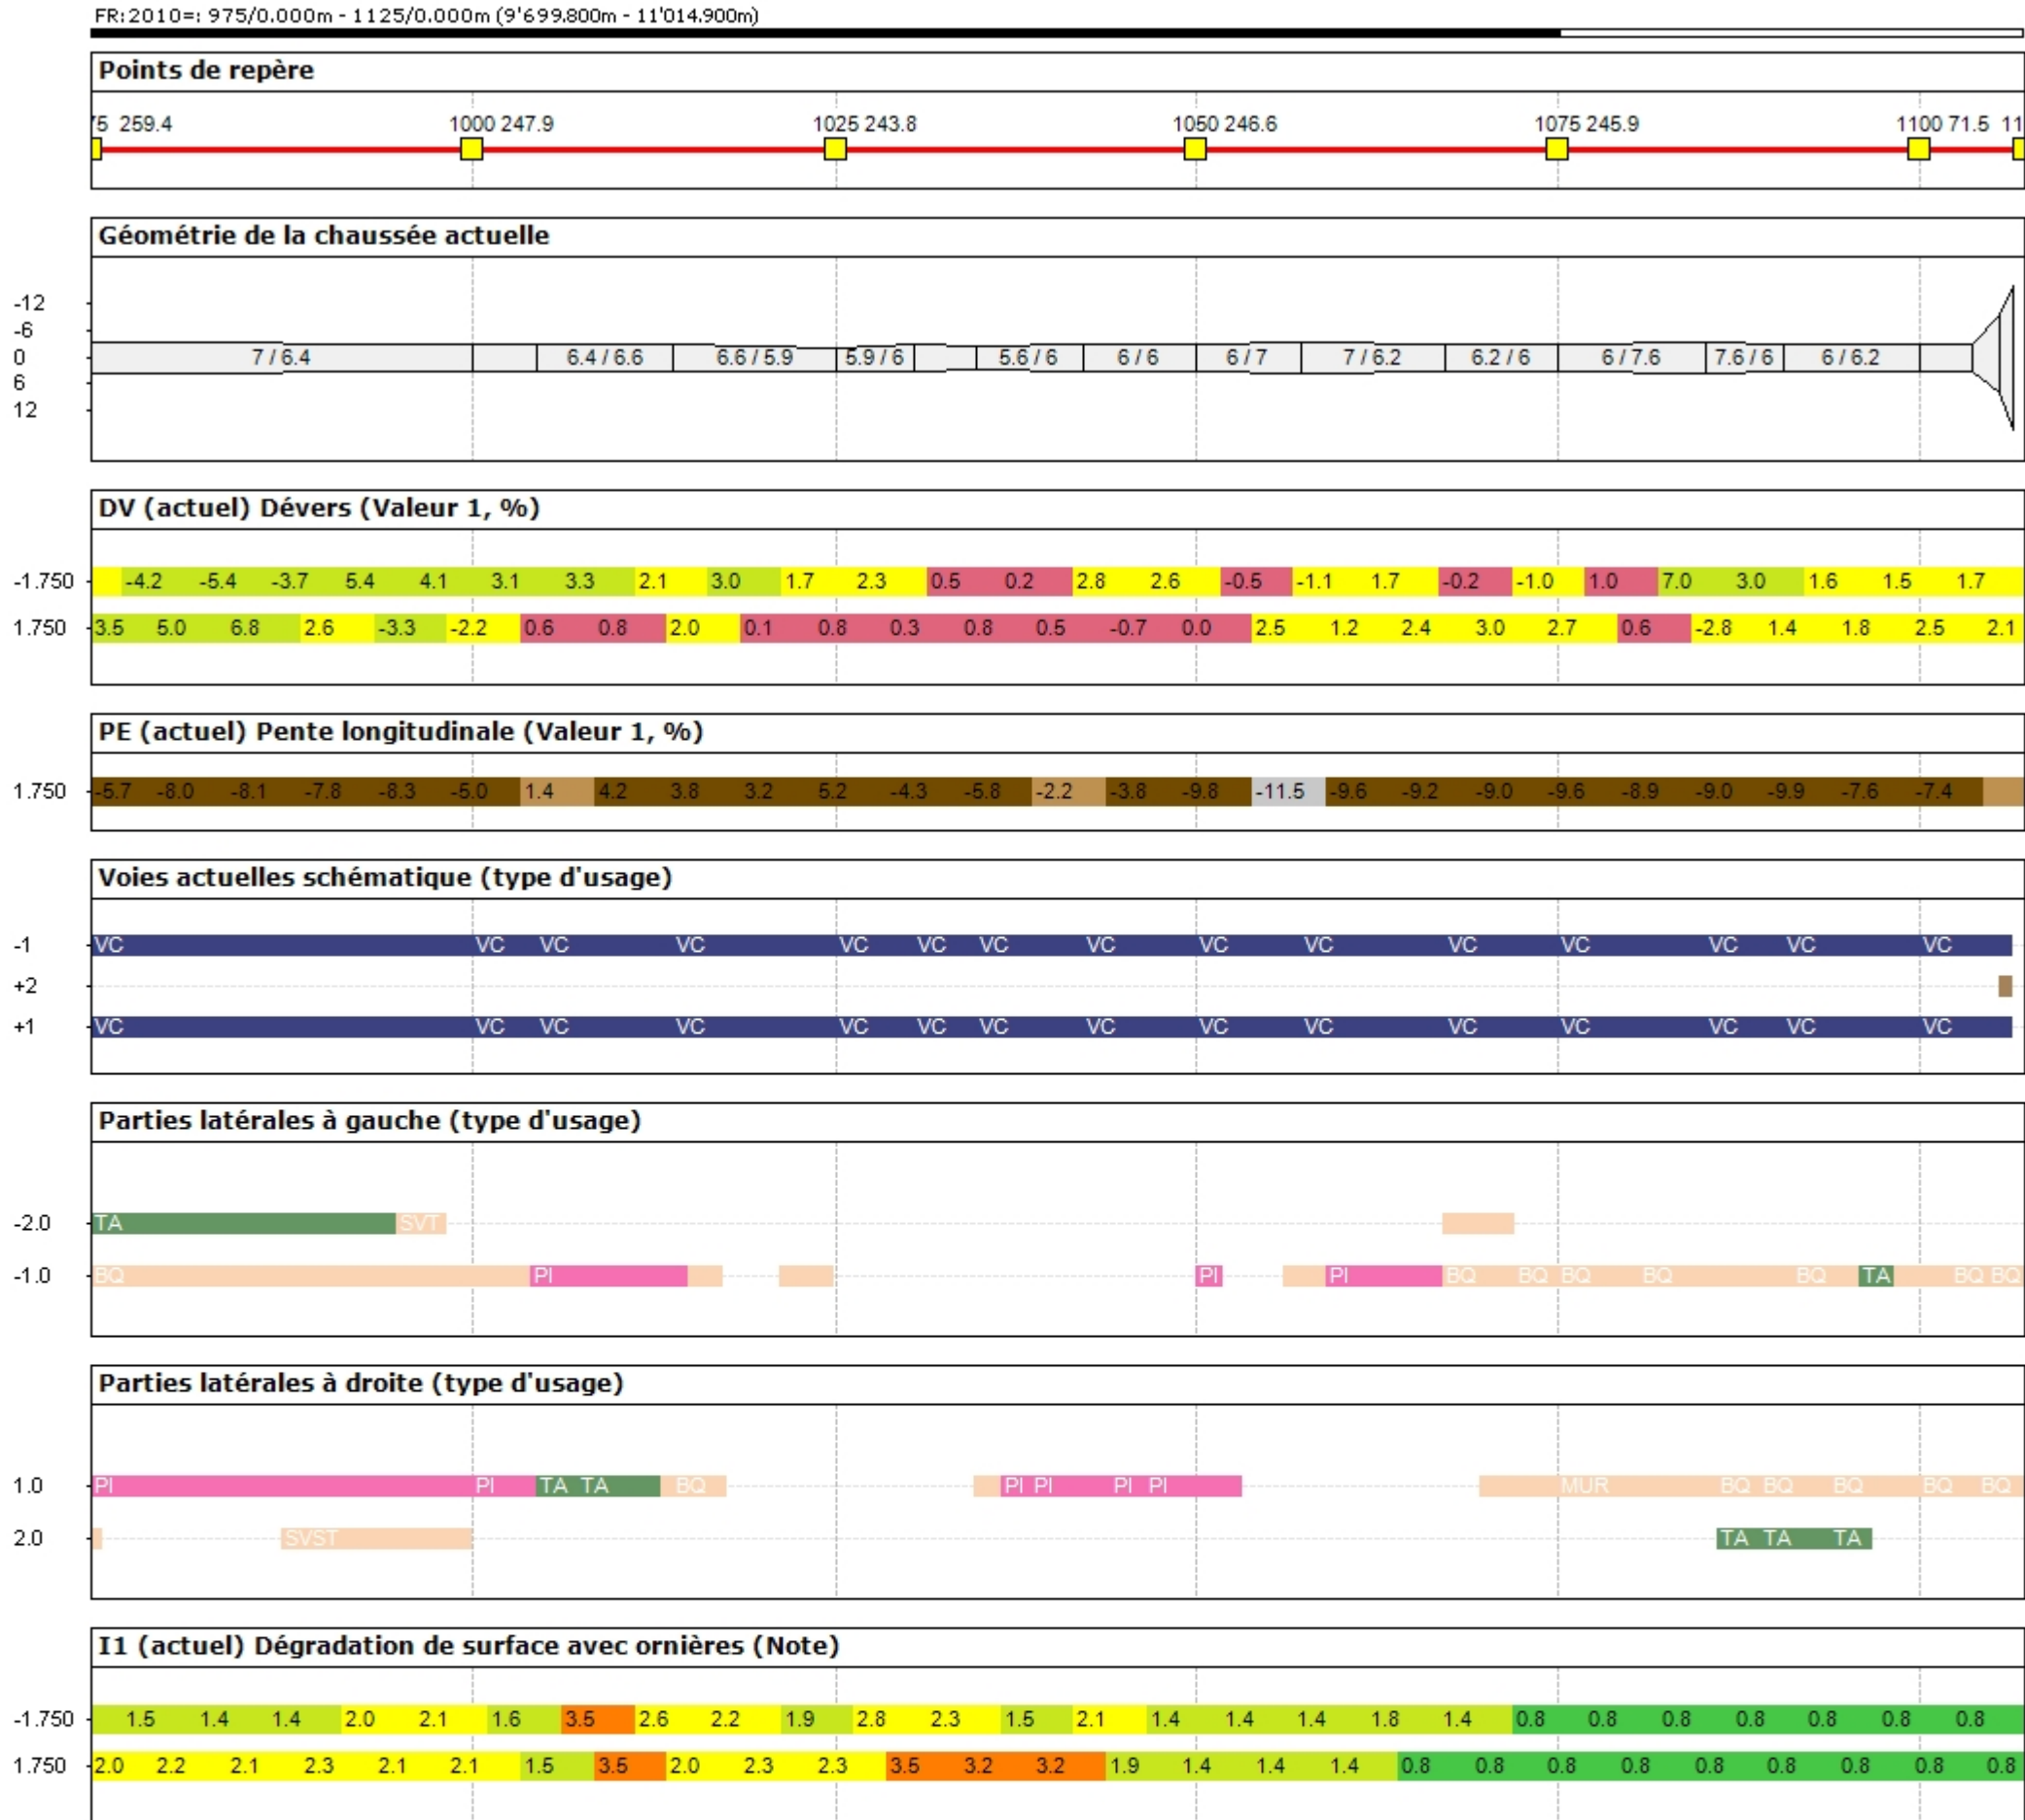 FR:2010=: 975/0.000m - 1125/0.000m (9'699.800m - 11'014.900m)
Points de repère
75 259.4 1000 247.9 1025 243.8 1050 246.6 1075 245.9 1100 71.5 11
Géométrie de la chaussée actuelle
-12
-6
0 7 / 6.4 6.4 / 6.6 6.6 / 5.9 5.9 / 6 5.6 / 6 6 / 6 6 / 7 7 / 6.2 6.2 / 6 6 / 7.6 7.6 / 6 6 / 6.2
6
12
DV (actuel) Dévers (Valeur 1, %)
-1.750 -4.2 -5.4 -3.7 5.4 4.1 3.1 3.3 2.1 3.0 1.7 2.3 0.5 0.2 2.8 2.6 -0.5 -1.1 1.7 -0.2 -1.0 1.0 7.0 3.0 1.6 1.5 1.7
1.750 3.5 5.0 6.8 2.6 -3.3 -2.2 0.6 0.8 2.0 0.1 0.8 0.3 0.8 0.5 -0.7 0.0 2.5 1.2 2.4 3.0 2.7 0.6 -2.8 1.4 1.8 2.5 2.1
PE (actuel) Pente longitudinale (Valeur 1, %)
1.750 -5.7 -8.0 -8.1 -7.8 -8.3 -5.0 1.4 4.2 3.8 3.2 5.2 -4.3 -5.8 -2.2 -3.8 -9.8 -11.5 -9.6 -9.2 -9.0 -9.6 -8.9 -9.0 -9.9 -7.6 -7.4
Voies actuelles schématique (type d'usage)
-1 VC VC VC VC VC VC VC VC VC VC VC VC VC VC VC
+2
+1 VC VC VC VC VC VC VC VC VC VC VC VC VC VC VC
Parties latérales à gauche (type d'usage)
-2.0 TA SVT
-1.0 BQ PI PI PI BQ BQ BQ BQ BQ TA BQ BQ
Parties latérales à droite (type d'usage)
1.0 PI PI TA TA BQ PI PI PI PI MUR BQ BQ BQ BQ BQ
2.0 SVST TA TA TA
I1 (actuel) Dégradation de surface avec ornières (Note)
-1.750 1.5 1.4 1.4 2.0 2.1 1.6 3.5 2.6 2.2 1.9 2.8 2.3 1.5 2.1 1.4 1.4 1.4 1.8 1.4 0.8 0.8 0.8 0.8 0.8 0.8 0.8
1.750 2.0 2.2 2.1 2.3 2.1 2.1 1.5 3.5 2.0 2.3 2.3 3.5 3.2 3.2 1.9 1.4 1.4 1.4 0.8 0.8 0.8 0.8 0.8 0.8 0.8 0.8 0.8